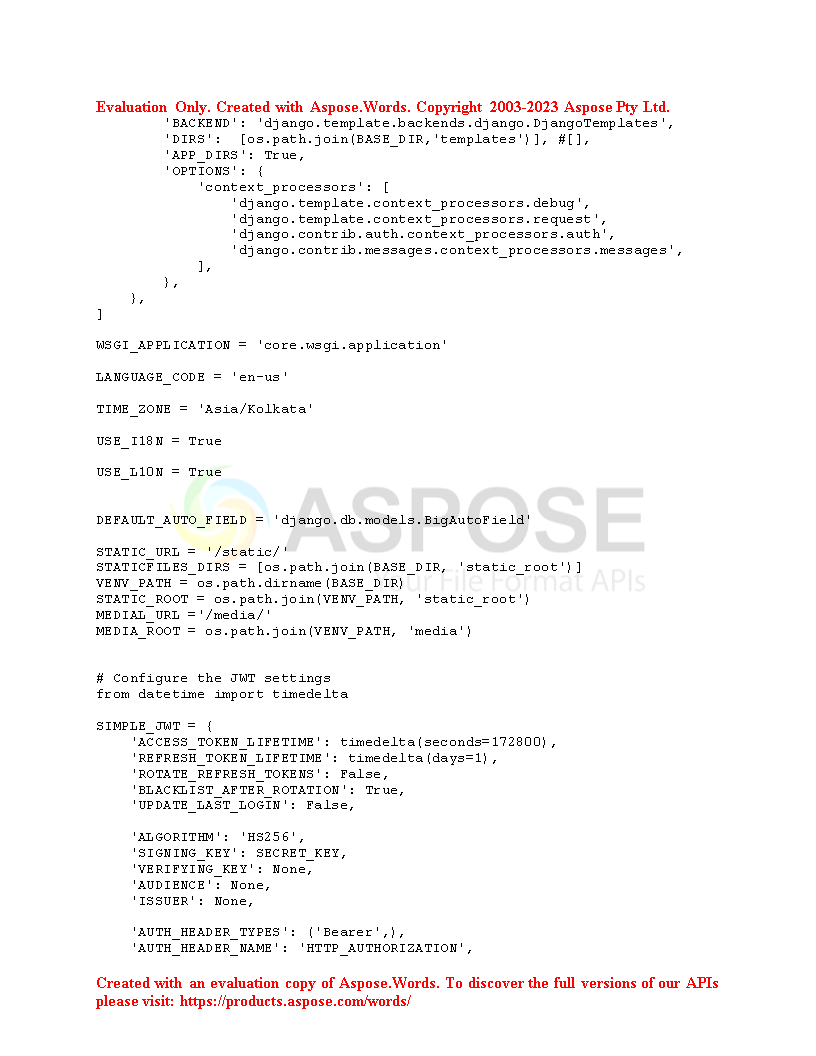 Evaluation Only. Created with Aspose.Words. Copyright 2003-2023 Aspose Pty Ltd.
        'BACKEND': 'django.template.backends.django.DjangoTemplates',
        'DIRS':  [os.path.join(BASE_DIR,'templates')], #[],
        'APP_DIRS': True,
        'OPTIONS': {
            'context_processors': [
                'django.template.context_processors.debug',
                'django.template.context_processors.request',
                'django.contrib.auth.context_processors.auth',
                'django.contrib.messages.context_processors.messages',
            ],
        },
    },
]

WSGI_APPLICATION = 'core.wsgi.application'

LANGUAGE_CODE = 'en-us'

TIME_ZONE = 'Asia/Kolkata'

USE_I18N = True

USE_L10N = True

ASPOSE
DEFAULT_AUTO_FIELD = 'django.db.models.BigAutoField'

STATIC_URL = '/static/'
STATICFILES_DIRS = [os.path.join(BASE_DIR, 'static_root')]
VENV_PATH = os.path.dirname(BASE_DIR)
ur File Format APIs
STATIC_ROOT = os.path.join(VENV_PATH, 'static_root')
MEDIAL_URL ='/media/'
MEDIA_ROOT = os.path.join(VENV_PATH, 'media')


# Configure the JWT settings
from datetime import timedelta

SIMPLE_JWT = {
    'ACCESS_TOKEN_LIFETIME': timedelta(seconds=172800),
    'REFRESH_TOKEN_LIFETIME': timedelta(days=1),
    'ROTATE_REFRESH_TOKENS': False,
    'BLACKLIST_AFTER_ROTATION': True,
    'UPDATE_LAST_LOGIN': False,

    'ALGORITHM': 'HS256',
    'SIGNING_KEY': SECRET_KEY,
    'VERIFYING_KEY': None,
    'AUDIENCE': None,
    'ISSUER': None,

    'AUTH_HEADER_TYPES': ('Bearer',),
    'AUTH_HEADER_NAME': 'HTTP_AUTHORIZATION',

Created with an evaluation copy of Aspose.Words. To discover the full versions of our APIs
please visit: https://products.aspose.com/words/